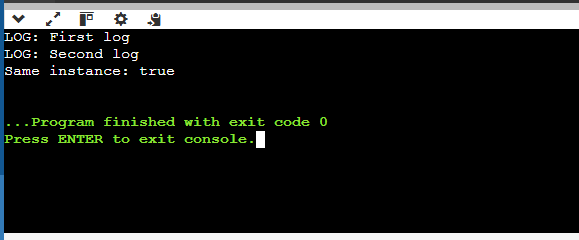 LOG: First log
LOG: Second log
Same instance: true
...Program finished with exit code 0
Press ENTER to exit console.